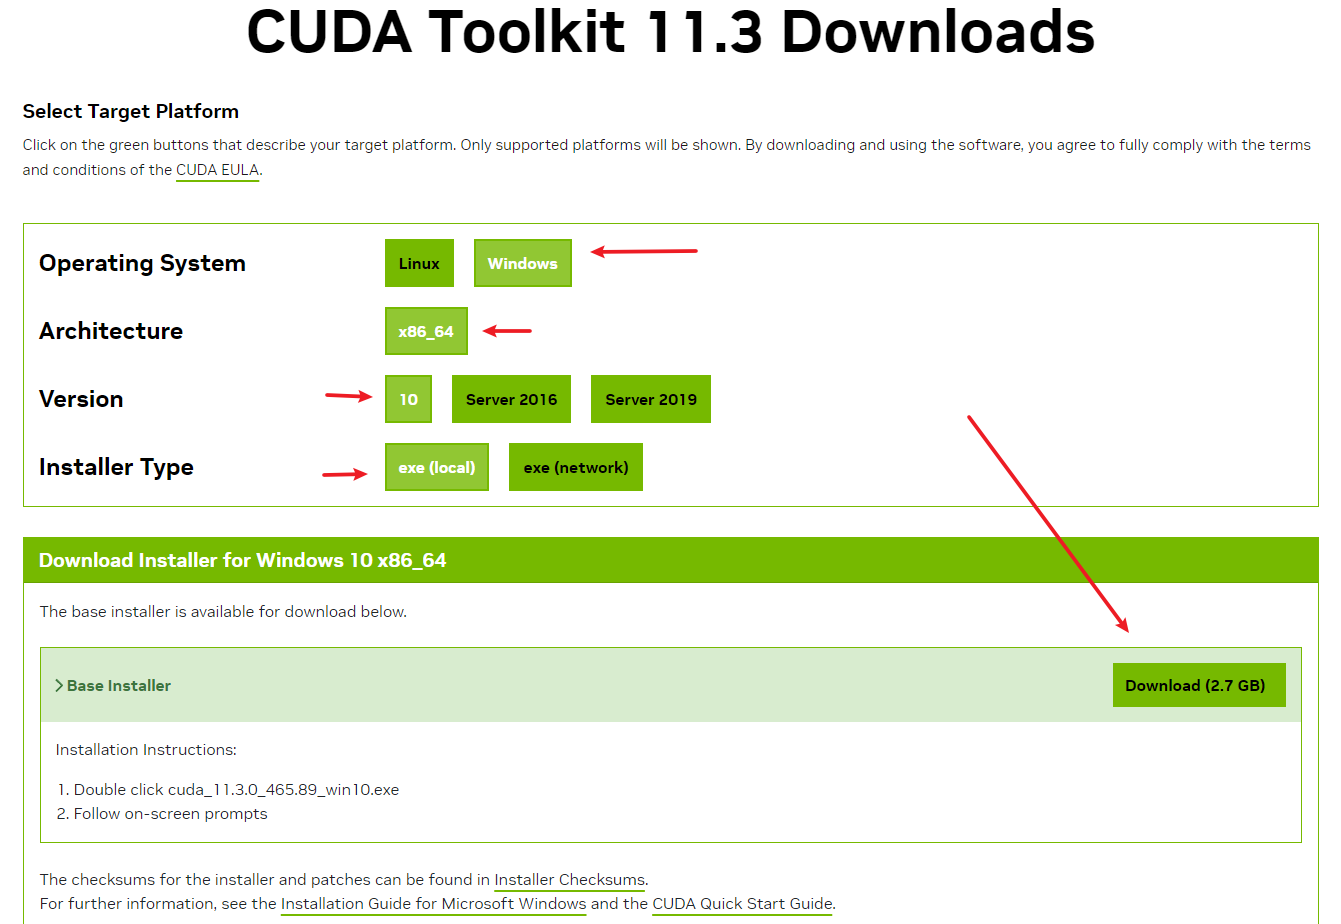 CUDA Toolkit 11.3 Downloads
Select Target Platform
Click on the green buttons that describe your target platform. Only supported platforms will be shown. By downloading and using the software, you agree to fully comply with the terms
and conditions of the CUDA EULA.
Operating System Linux Windows
Architecture x86_64
Version 10 Server 2016 Server 2019
Installer Type exe (local) exe (network)
Download Installer for Windows 10 x86_64
The base installer is available for download below.
Base Installer Download (2.7 GB)
Installation Instructions:
1. Double click cuda_11.3.0_465.89_win10.exe
2. Follow on-screen prompts
The checksums for the installer and patches can be found in Installer Checksums.
For further information, see the Installation Guide for Microsoft Windows and the CUDA Quick Start Guide.